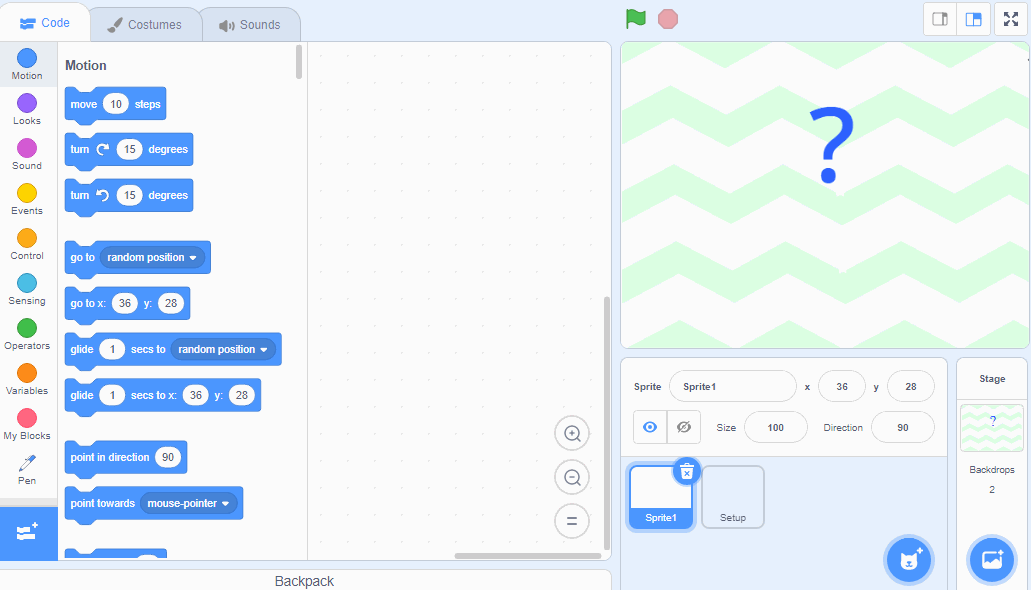 Code
Costumes
Sounds
Motion
Looks
Sound
Events
Control
Sensing
Operators
Variables
My Blocks
Pen
Motion
move 10 steps
turn 15 degrees
turn 15 degrees
go to random position
go to x: 36 y: 28
glide 1 secs to random position
glide 1 secs to x: 36 y: 28
point in direction 90
point towards mouse-pointer
Backpack
?
Sprite Sprite1 x 36 y 28
Size 100 Direction 90
Sprite1
Setup
Stage
?
Backdrops
2